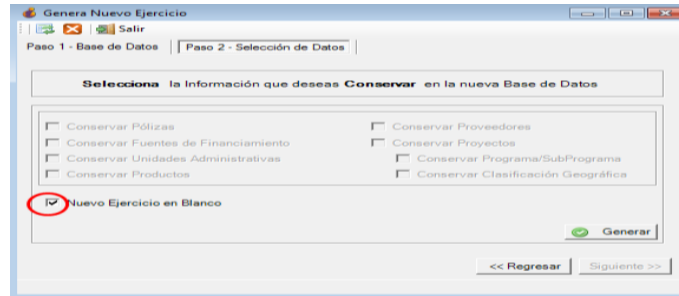 Genera Nuevo Ejercicio
Salir
Paso 1 - Base de Datos Paso 2 - Selección de Datos
Selecciona la Información que deseas Conservar en la nueva Base de Datos
Conservar Pólizas Conservar Proveedores
Conservar Fuentes de Financiamiento Conservar Proyectos
Conservar Unidades Administrativas Conservar Programa/SubPrograma
Conservar Productos Conservar Clasificación Geográfica
Nuevo Ejercicio en Blanco
Generar
<< Regresar Siguiente >>